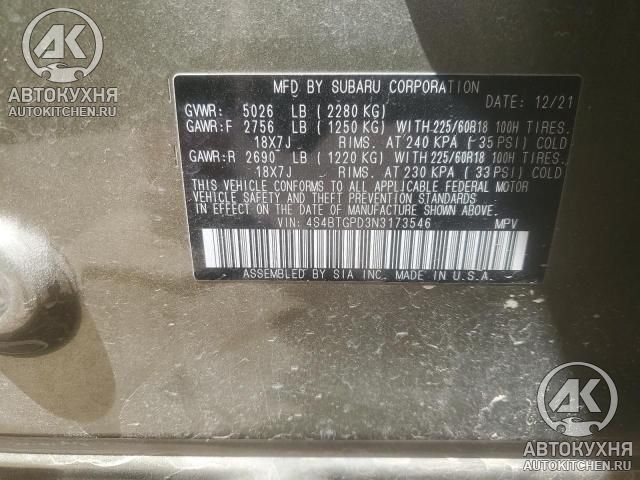 AK
АВТОКУХНЯ
AUTOKITCHEN.RU
MFD BY SUBARU CORPORATION
GVWR: 5026 LB (2280 KG) DATE: 12/21
GAWR:F 2756 LB (1250 KG) WITH 225/60R18 100H TIRES.
18X7J RIMS. AT 240 KPA (35 PSI) COLD
GAWR:R 2690 LB (1220 KG) WITH 225/60R18 100H TIRES.
18X7J RIMS. AT 230 KPA (33 PSI) COLD
THIS VEHICLE CONFORMS TO ALL APPLICABLE FEDERAL MOTOR
VEHICLE SAFETY AND THEFT PREVENTION STANDARDS
IN EFFECT ON THE DATE OF MANUFACTURE SHOWN ABOVE.
VIN: 4S4BTGPD3N3173546 MPV
ASSEMBLED BY SIA INC. MADE IN U.S.A.
AK
АВТОКУХНЯ
AUTOKITCHEN.RU